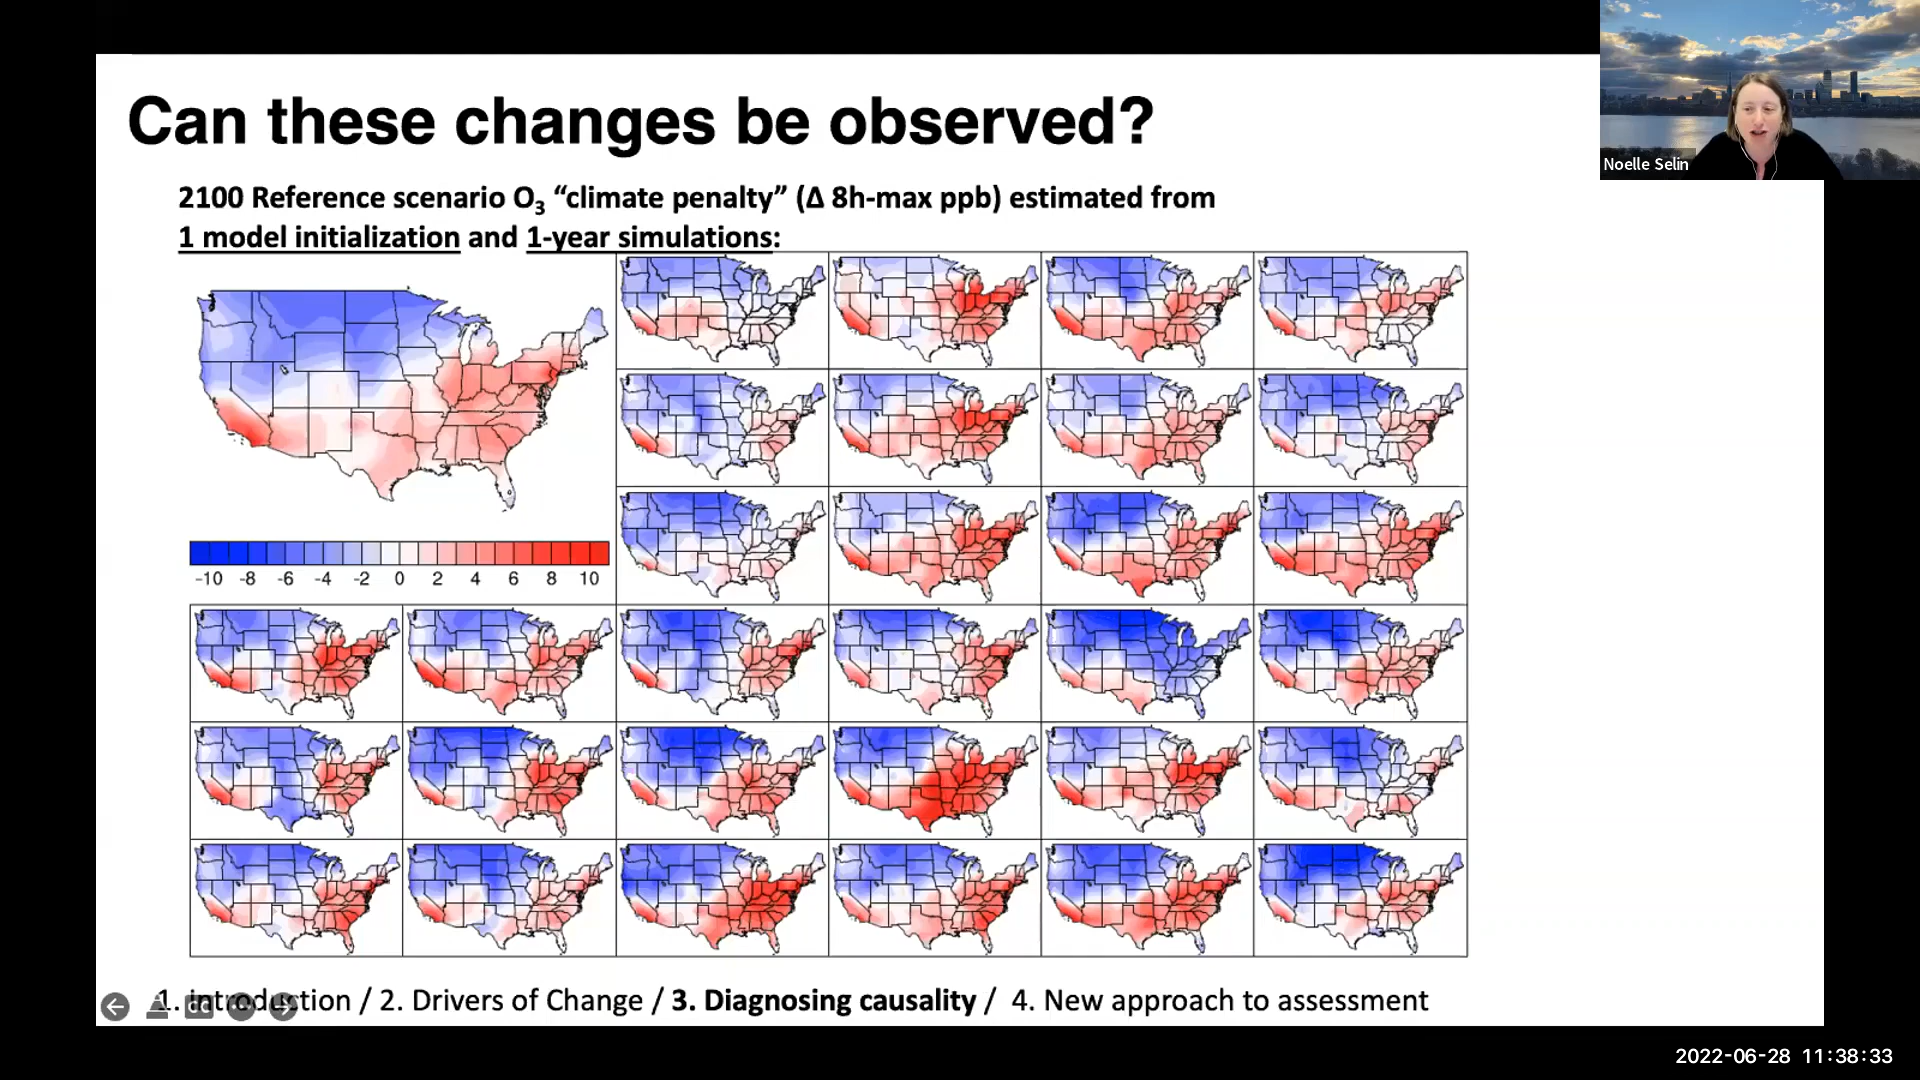 Can these changes be observed?
Noelle Selin
2100 Reference scenario O₃ “climate penalty” (Δ 8h-max ppb) estimated from
1 model initialization and 1-year simulations:
-10 -8 -6 -4 -2 0 2 4 6 8 10
1. introduction / 2. Drivers of Change / 3. Diagnosing causality / 4. New approach to assessment
CC
2022-06-28 11:38:33